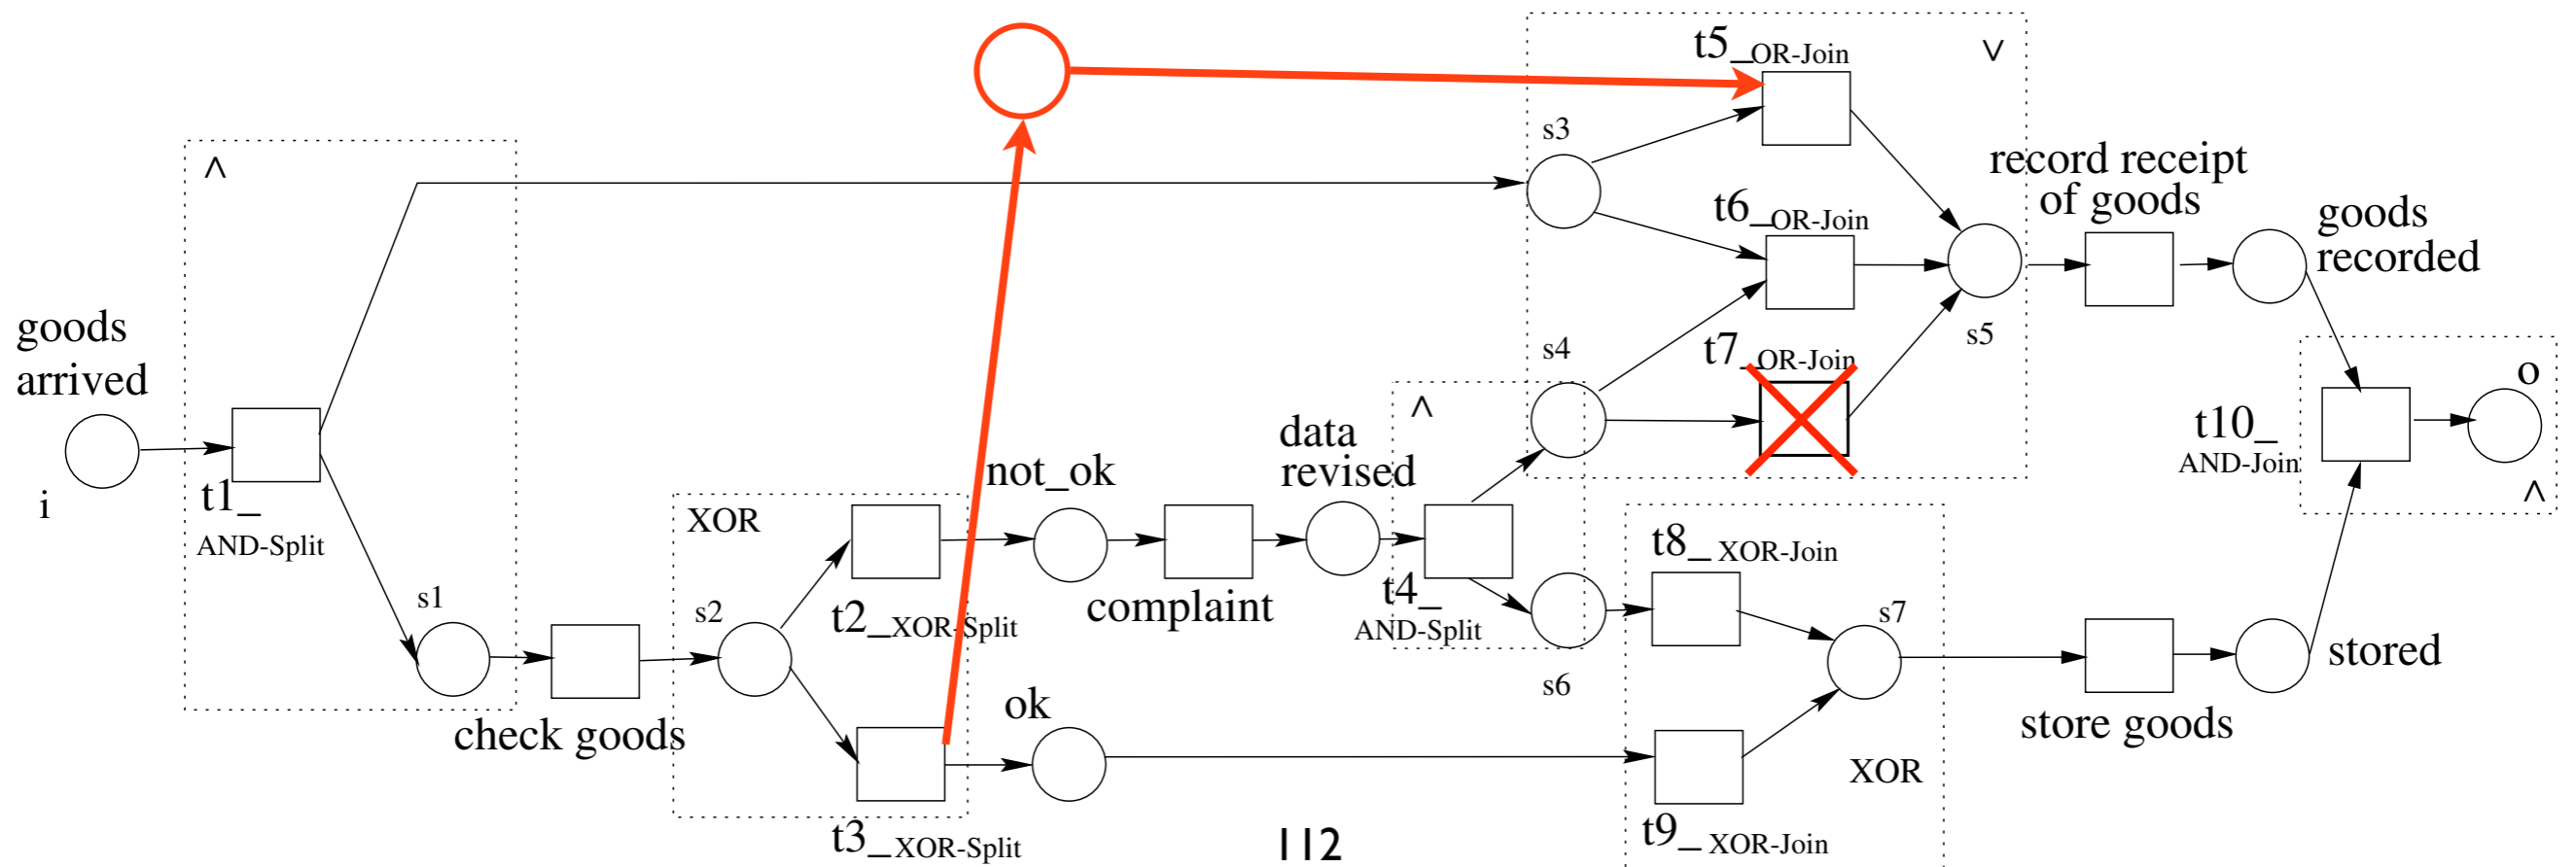 t5_OR-Join
V
s3
^
record receipt
of goods
t6_OR-Join
goods
recorded
goods
arrived
s5
s4
t7_OR-Join
o
^
data
revised
t10_
AND-Join
not_ok
i
t1_
AND-Split
XOR
^
t8_ XOR-Join
s1
s2
t2_XOR-Split
complaint
t4_
AND-Split
s7
stored
s6
check goods
ok
store goods
XOR
t3_XOR-Split
112
t9_ XOR-Join